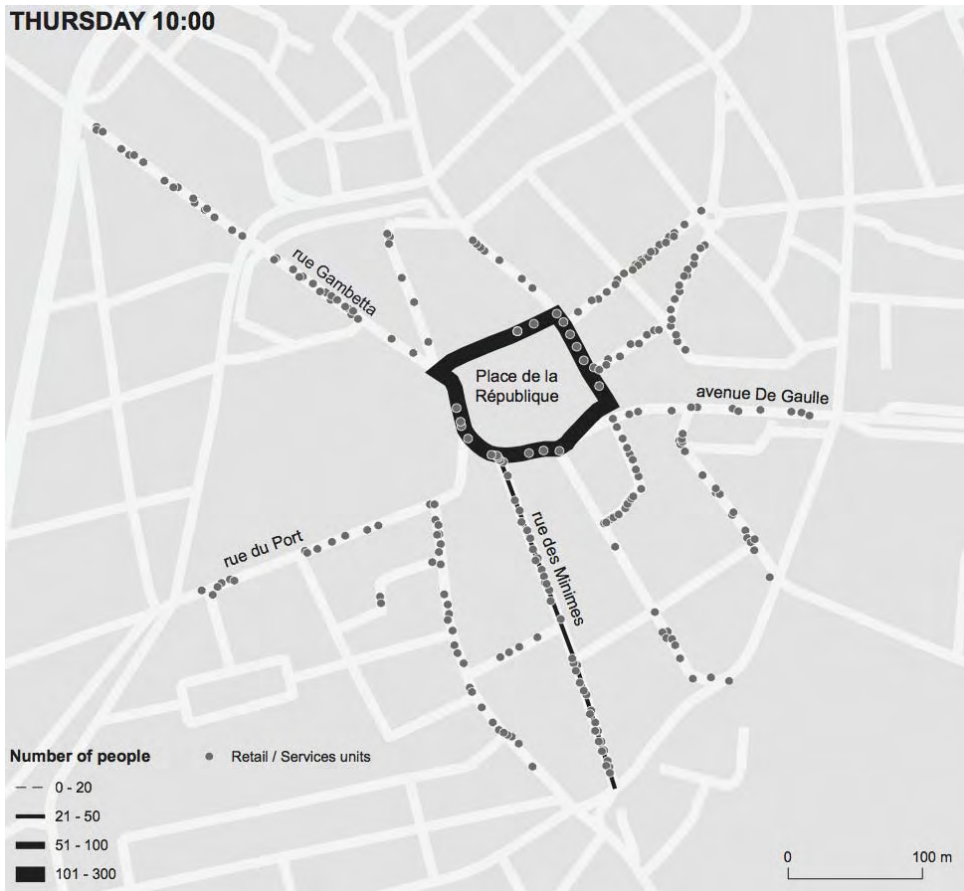 THURSDAY 10:00
rue Gambetta
Place de la
République
avenue De Gaulle
rue du Port
rue des Minimes
Number of people
Retail / Services units
0 - 20
21 - 50
51 - 100
101 - 300
0
100 m